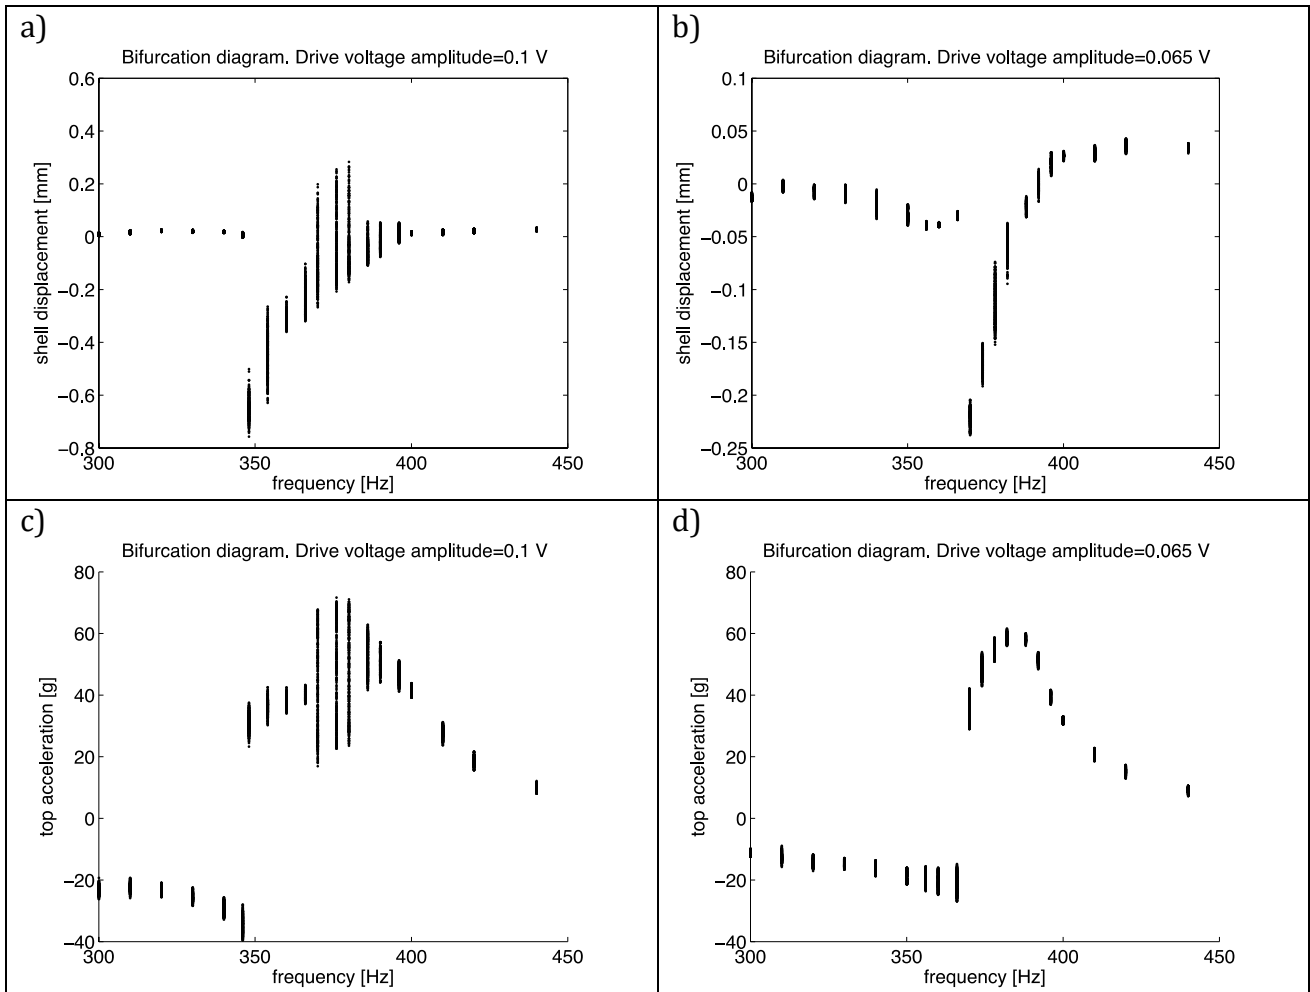 a)
Bifurcation diagram. Drive voltage amplitude=0.1 V
0.6
0.4
0.2
0
−0.2
−0.4
−0.6
−0.8
shell displacement [mm]
300 350 400 450
frequency [Hz]
b)
Bifurcation diagram. Drive voltage amplitude=0.065 V
0.1
0.05
0
−0.05
−0.1
−0.15
−0.2
−0.25
shell displacement [mm]
300 350 400 450
frequency [Hz]
c)
Bifurcation diagram. Drive voltage amplitude=0.1 V
80
60
40
20
0
−20
−40
top acceleration [g]
300 350 400 450
frequency [Hz]
d)
Bifurcation diagram. Drive voltage amplitude=0.065 V
80
60
40
20
0
−20
−40
top acceleration [g]
300 350 400 450
frequency [Hz]